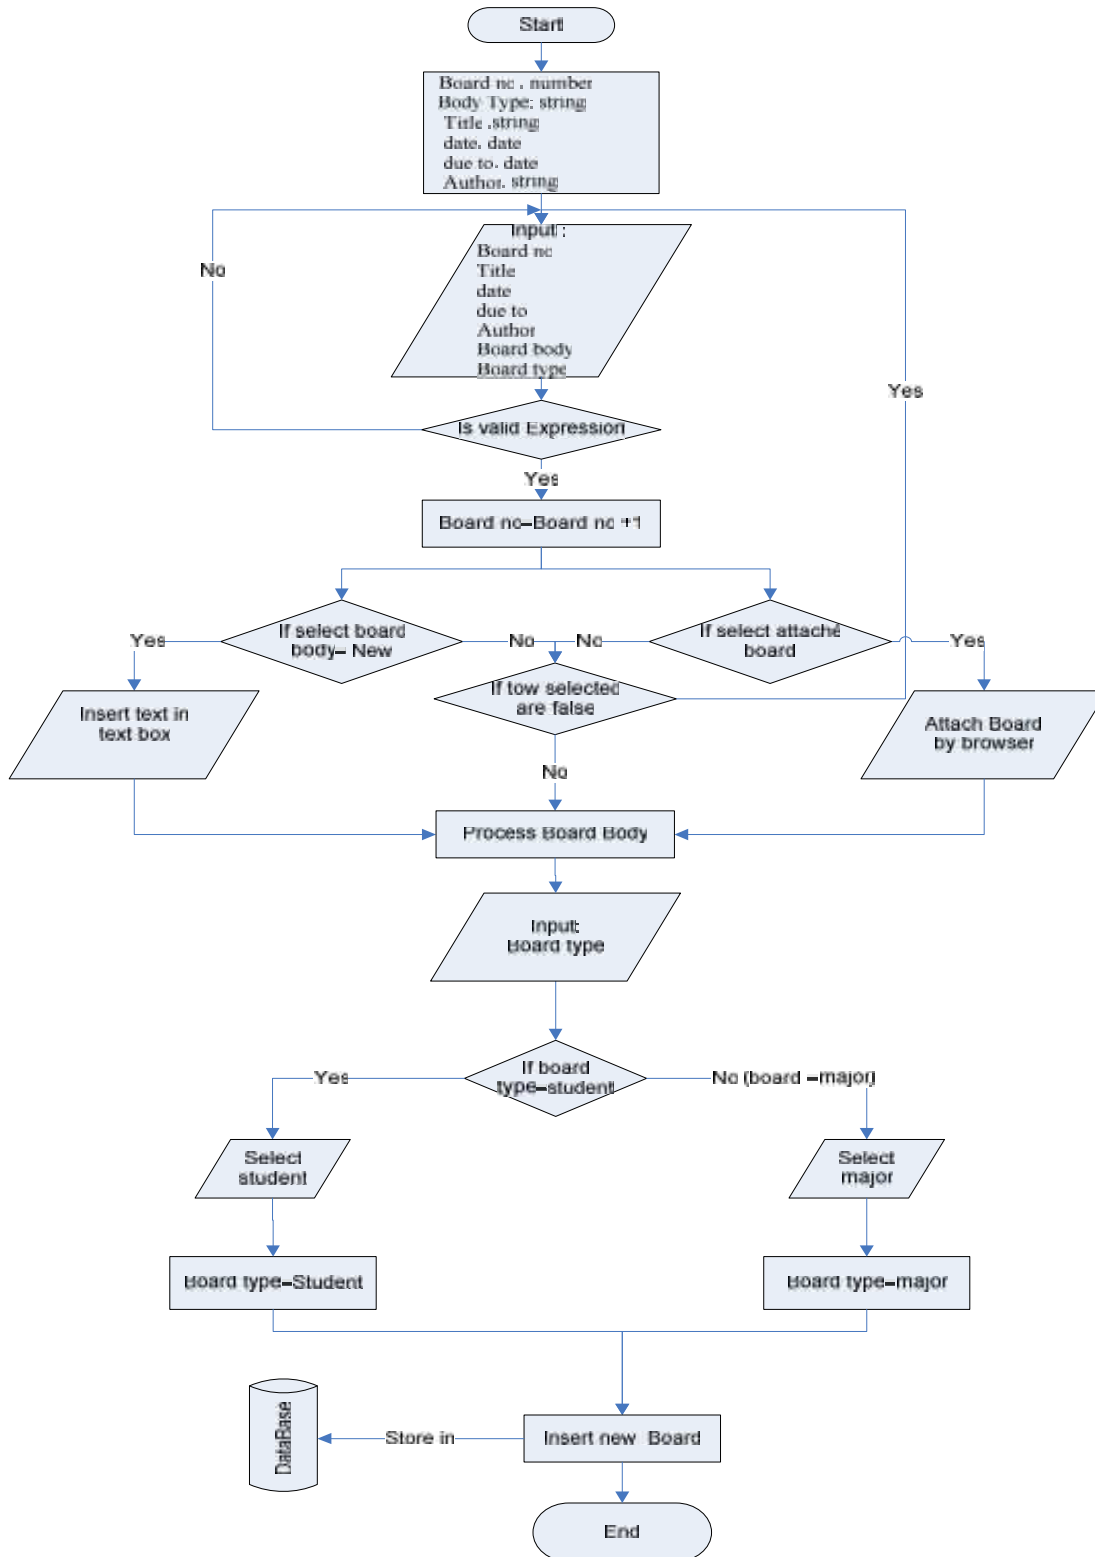 Start
Board no . number
Body Type: string
Title .string
date. date
due to. date
Author. string
Input :
Board no
Title
date
due to
Author
Board body
Board type
No
Yes
Is valid Expression
Yes
Board no=Board no +1
If select board
body= New
If select attaché
board
Yes
No
No
Yes
If tow selected
are false
Insert text in
text box
Attach Board
by browser
No
Process Board Body
Input:
Board type
If board
type=student
Yes
No (board =major)
Select
student
Select
major
Board type=Student
Board type=major
DataBase
Store in
Insert new Board
End